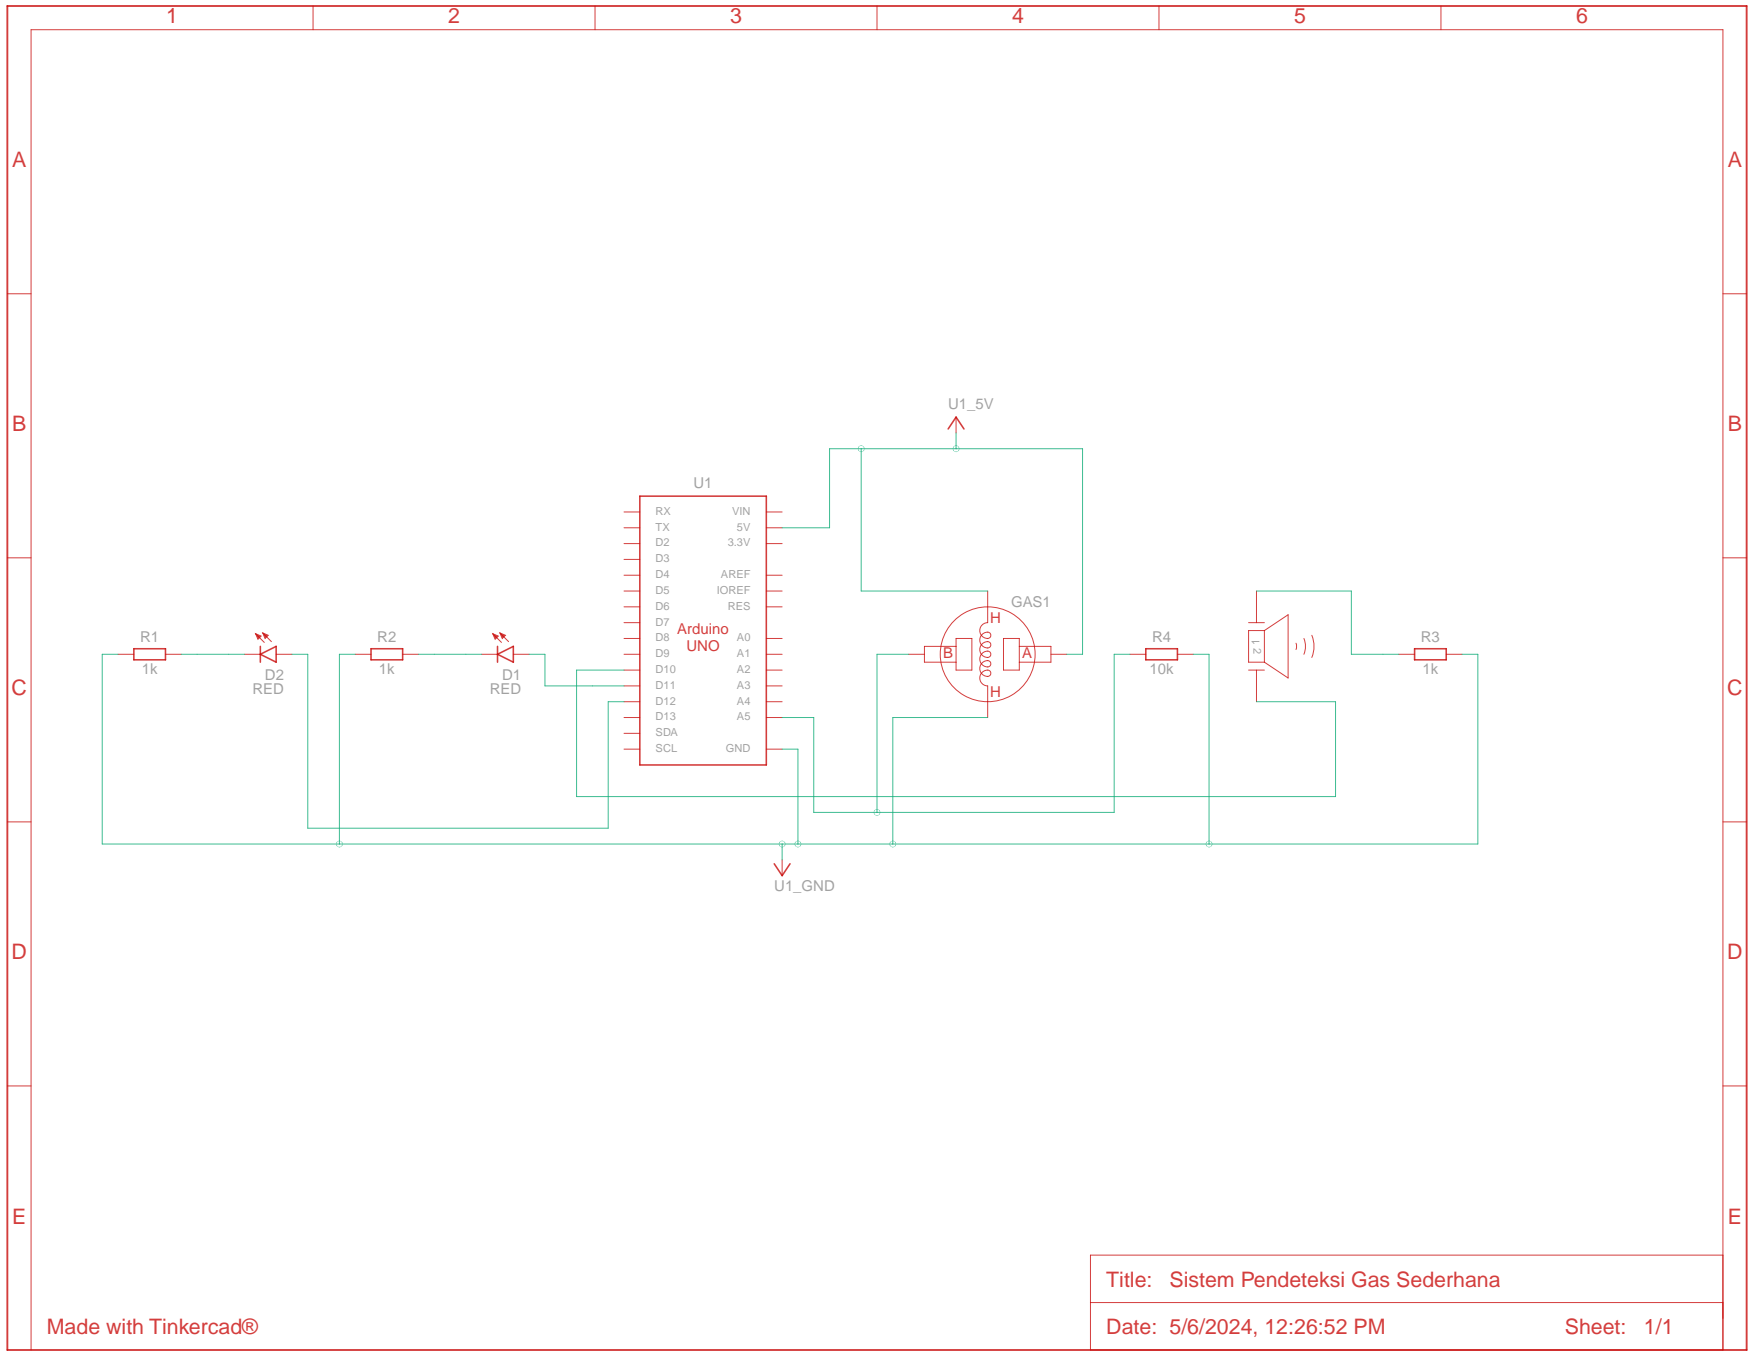 1 2 3 4 5 6
A A
B B
C C
D D
E E
U1_5V
U1
RX VIN
TX 5V
D2 3.3V
D3
D4 AREF
D5 IOREF
D6 RES
D7
D8 A0
D9 A1
D10 A2
D11 A3
D12 A4
D13 A5
SDA
SCL GND
Arduino
UNO
R1
1k
D2
RED
R2
1k
D1
RED
GAS1
H
B A
H
R4
10k
1 2
R3
1k
U1_GND
Title: Sistem Pendeteksi Gas Sederhana
Made with Tinkercad®
Date: 5/6/2024, 12:26:52 PM Sheet: 1/1